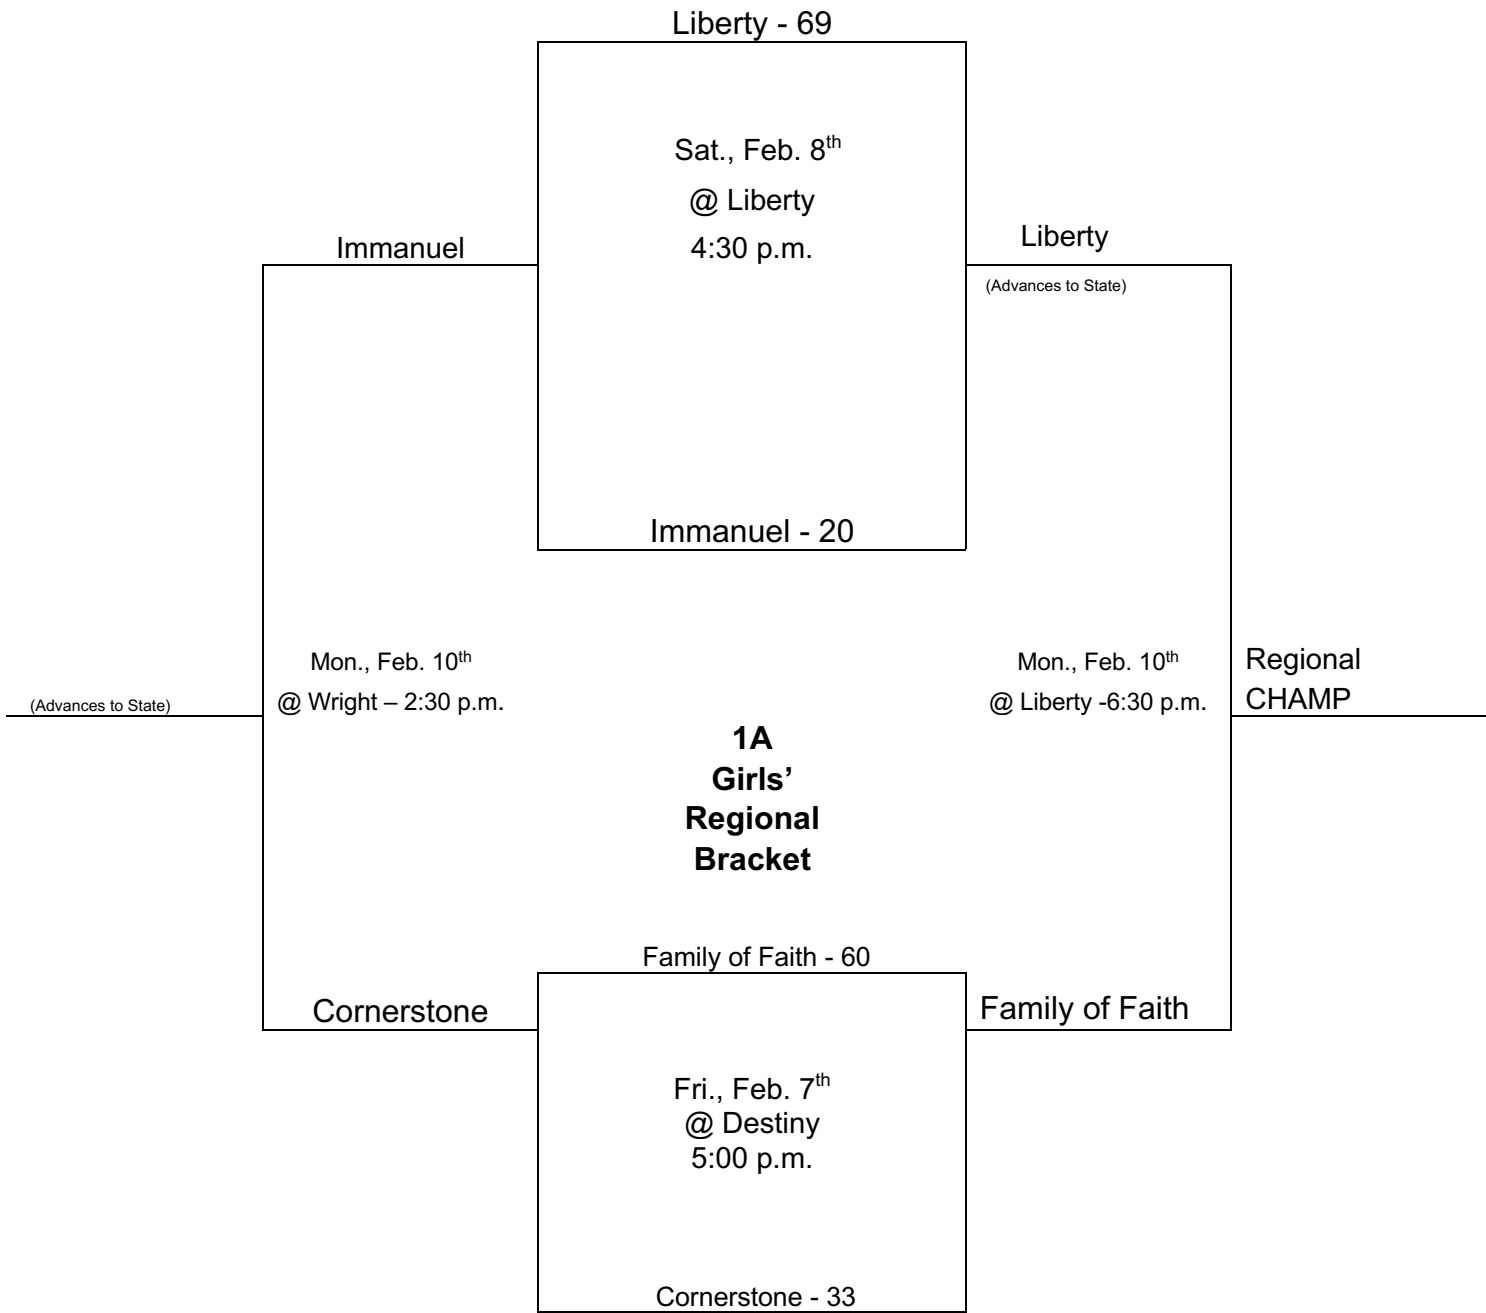 Liberty - 69
Sat., Feb. 8th
@ Liberty
4:30 p.m.
Immanuel
Liberty
(Advances to State)
Immanuel - 20
Mon., Feb. 10th
@ Wright – 2:30 p.m.
(Advances to State)
Mon., Feb. 10th
@ Liberty -6:30 p.m.
Regional
CHAMP
1A
Girls’
Regional
Bracket
Family of Faith - 60
Cornerstone
Family of Faith
Fri., Feb. 7th
@ Destiny
5:00 p.m.
Cornerstone - 33